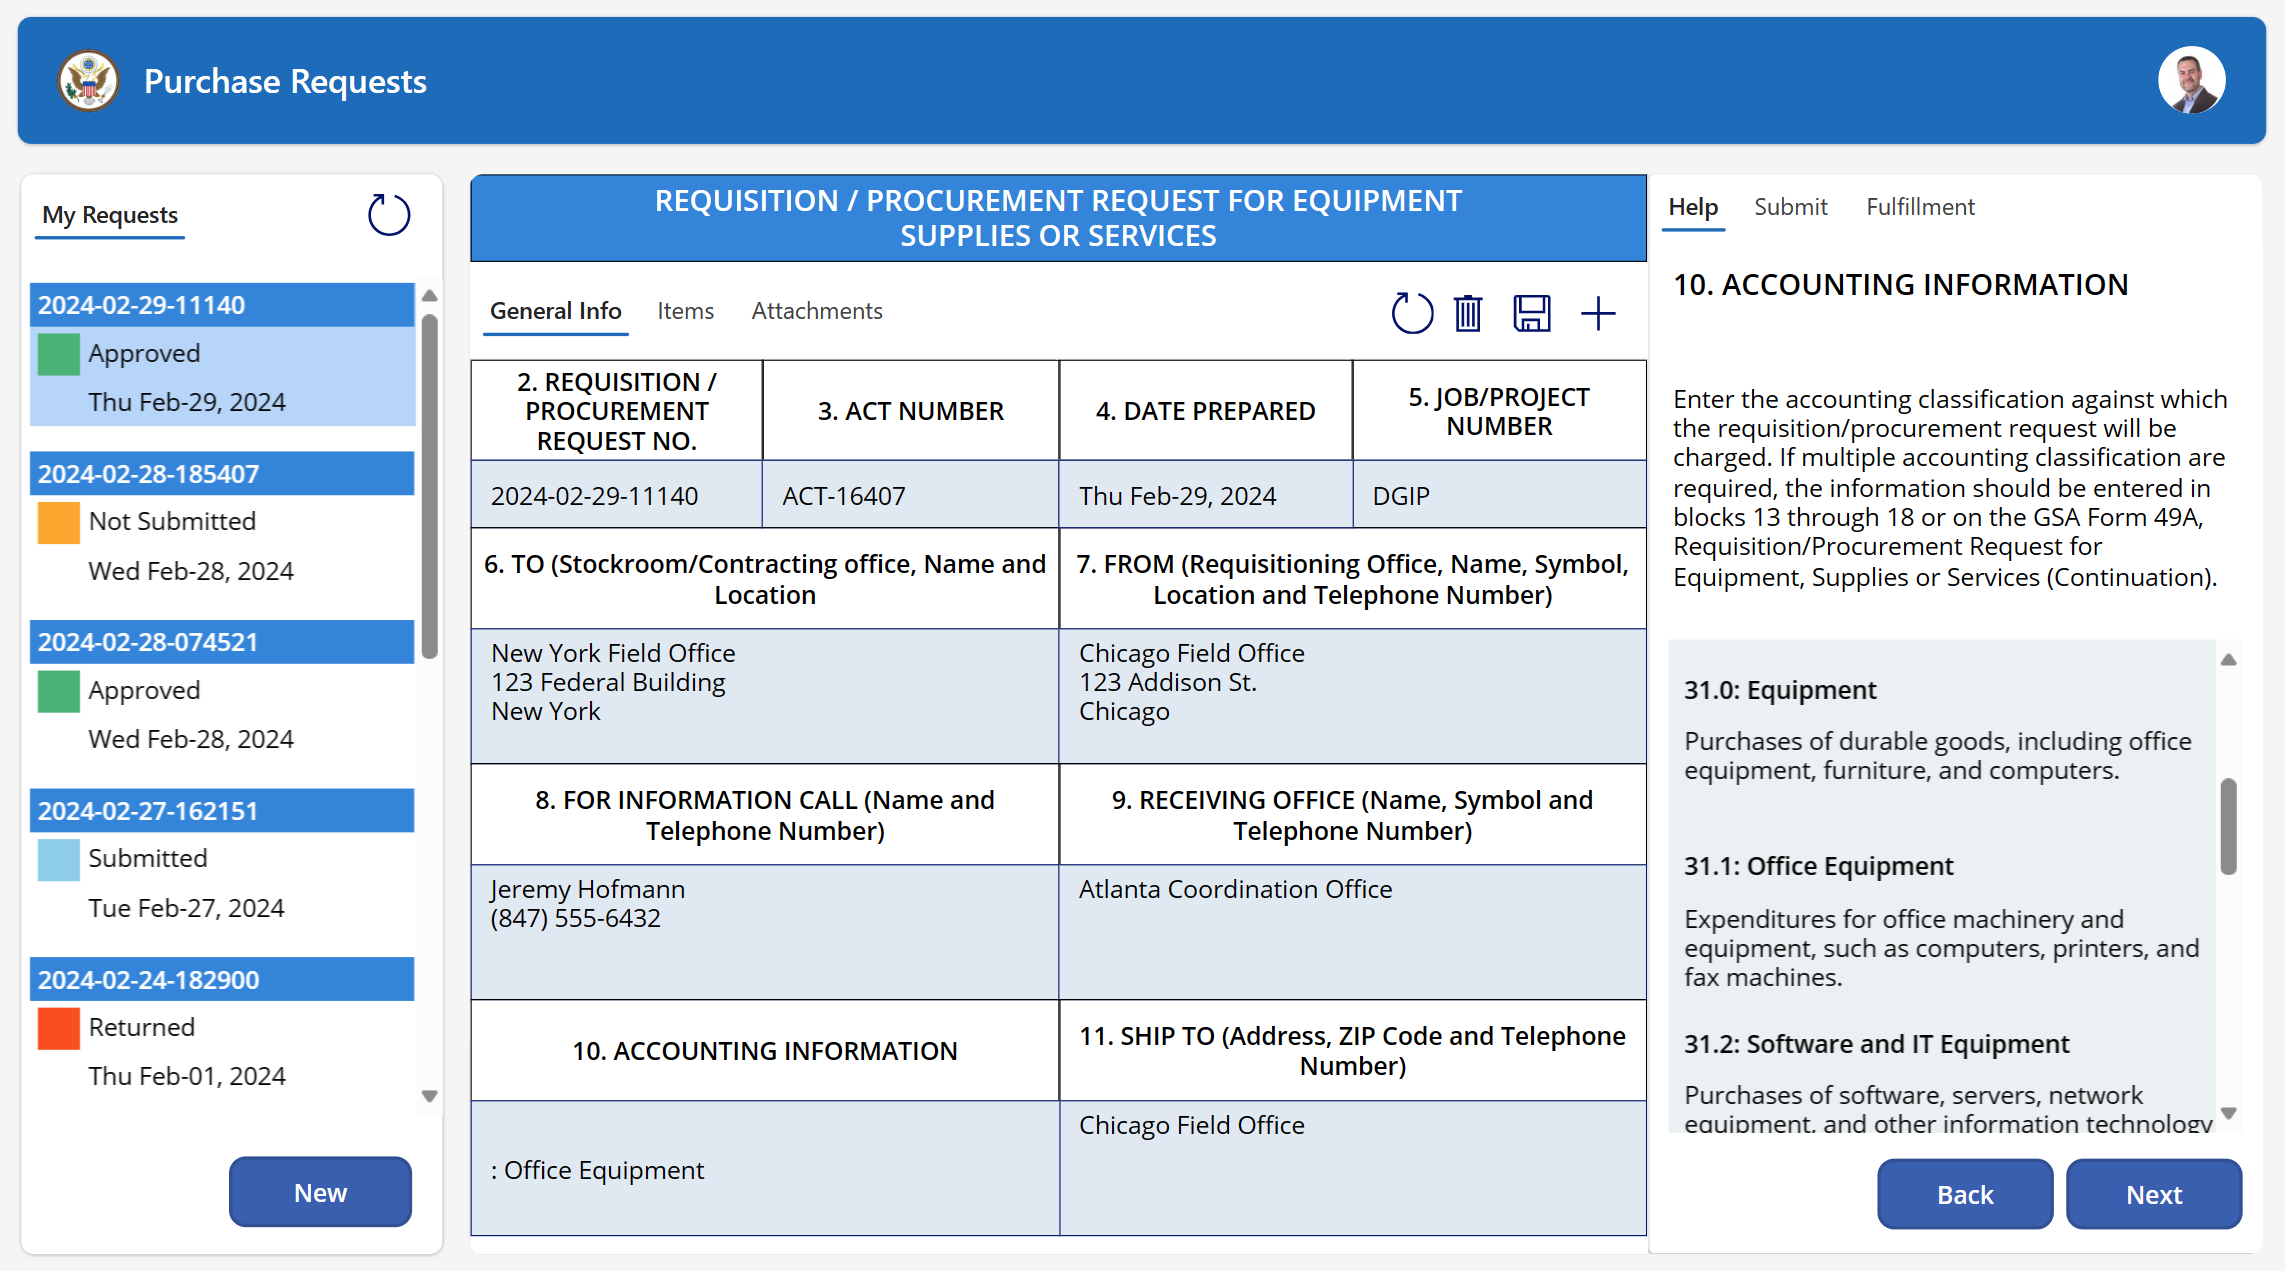 Purchase Requests
My Requests
2024-02-29-11140
Approved
Thu Feb-29, 2024
2024-02-28-185407
Not Submitted
Wed Feb-28, 2024
2024-02-28-074521
Approved
Wed Feb-28, 2024
2024-02-27-162151
Submitted
Tue Feb-27, 2024
2024-02-24-182900
Returned
Thu Feb-01, 2024
New
REQUISITION / PROCUREMENT REQUEST FOR EQUIPMENT
SUPPLIES OR SERVICES
General Info
Items
Attachments
2. REQUISITION /
PROCUREMENT
REQUEST NO.
3. ACT NUMBER
4. DATE PREPARED
5. JOB/PROJECT
NUMBER
2024-02-29-11140
ACT-16407
Thu Feb-29, 2024
DGIP
6. TO (Stockroom/Contracting office, Name and
Location
7. FROM (Requisitioning Office, Name, Symbol,
Location and Telephone Number)
New York Field Office
123 Federal Building
New York
Chicago Field Office
123 Addison St.
Chicago
8. FOR INFORMATION CALL (Name and
Telephone Number)
9. RECEIVING OFFICE (Name, Symbol and
Telephone Number)
Jeremy Hofmann
(847) 555-6432
Atlanta Coordination Office
10. ACCOUNTING INFORMATION
11. SHIP TO (Address, ZIP Code and Telephone
Number)
: Office Equipment
Chicago Field Office
Help
Submit
Fulfillment
10. ACCOUNTING INFORMATION
Enter the accounting classification against which
the requisition/procurement request will be
charged. If multiple accounting classification are
required, the information should be entered in
blocks 13 through 18 or on the GSA Form 49A,
Requisition/Procurement Request for
Equipment, Supplies or Services (Continuation).
31.0: Equipment
Purchases of durable goods, including office
equipment, furniture, and computers.
31.1: Office Equipment
Expenditures for office machinery and
equipment, such as computers, printers, and
fax machines.
31.2: Software and IT Equipment
Purchases of software, servers, network
equipment, and other information technology
Back
Next